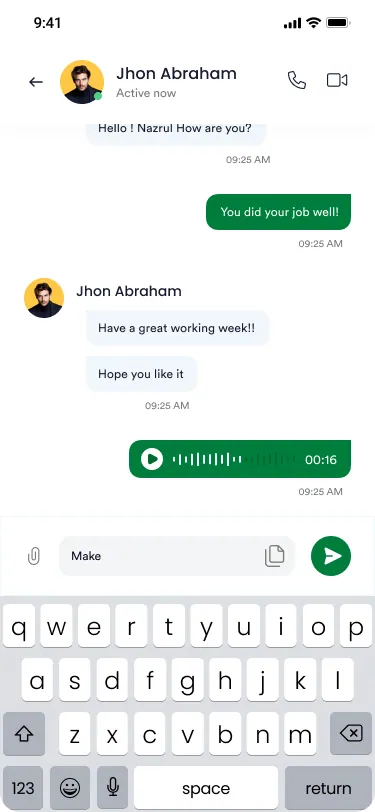 9:41
Jhon Abraham
Active now
Hello ! Nazrul How are you?
09:25 AM
You did your job well!
09:25 AM
Jhon Abraham
Have a great working week!!
Hope you like it
09:25 AM
00:16
09:25 AM
Make
q w e r t y u i o p
a s d f g h j k l
z x c v b n m
123 space return